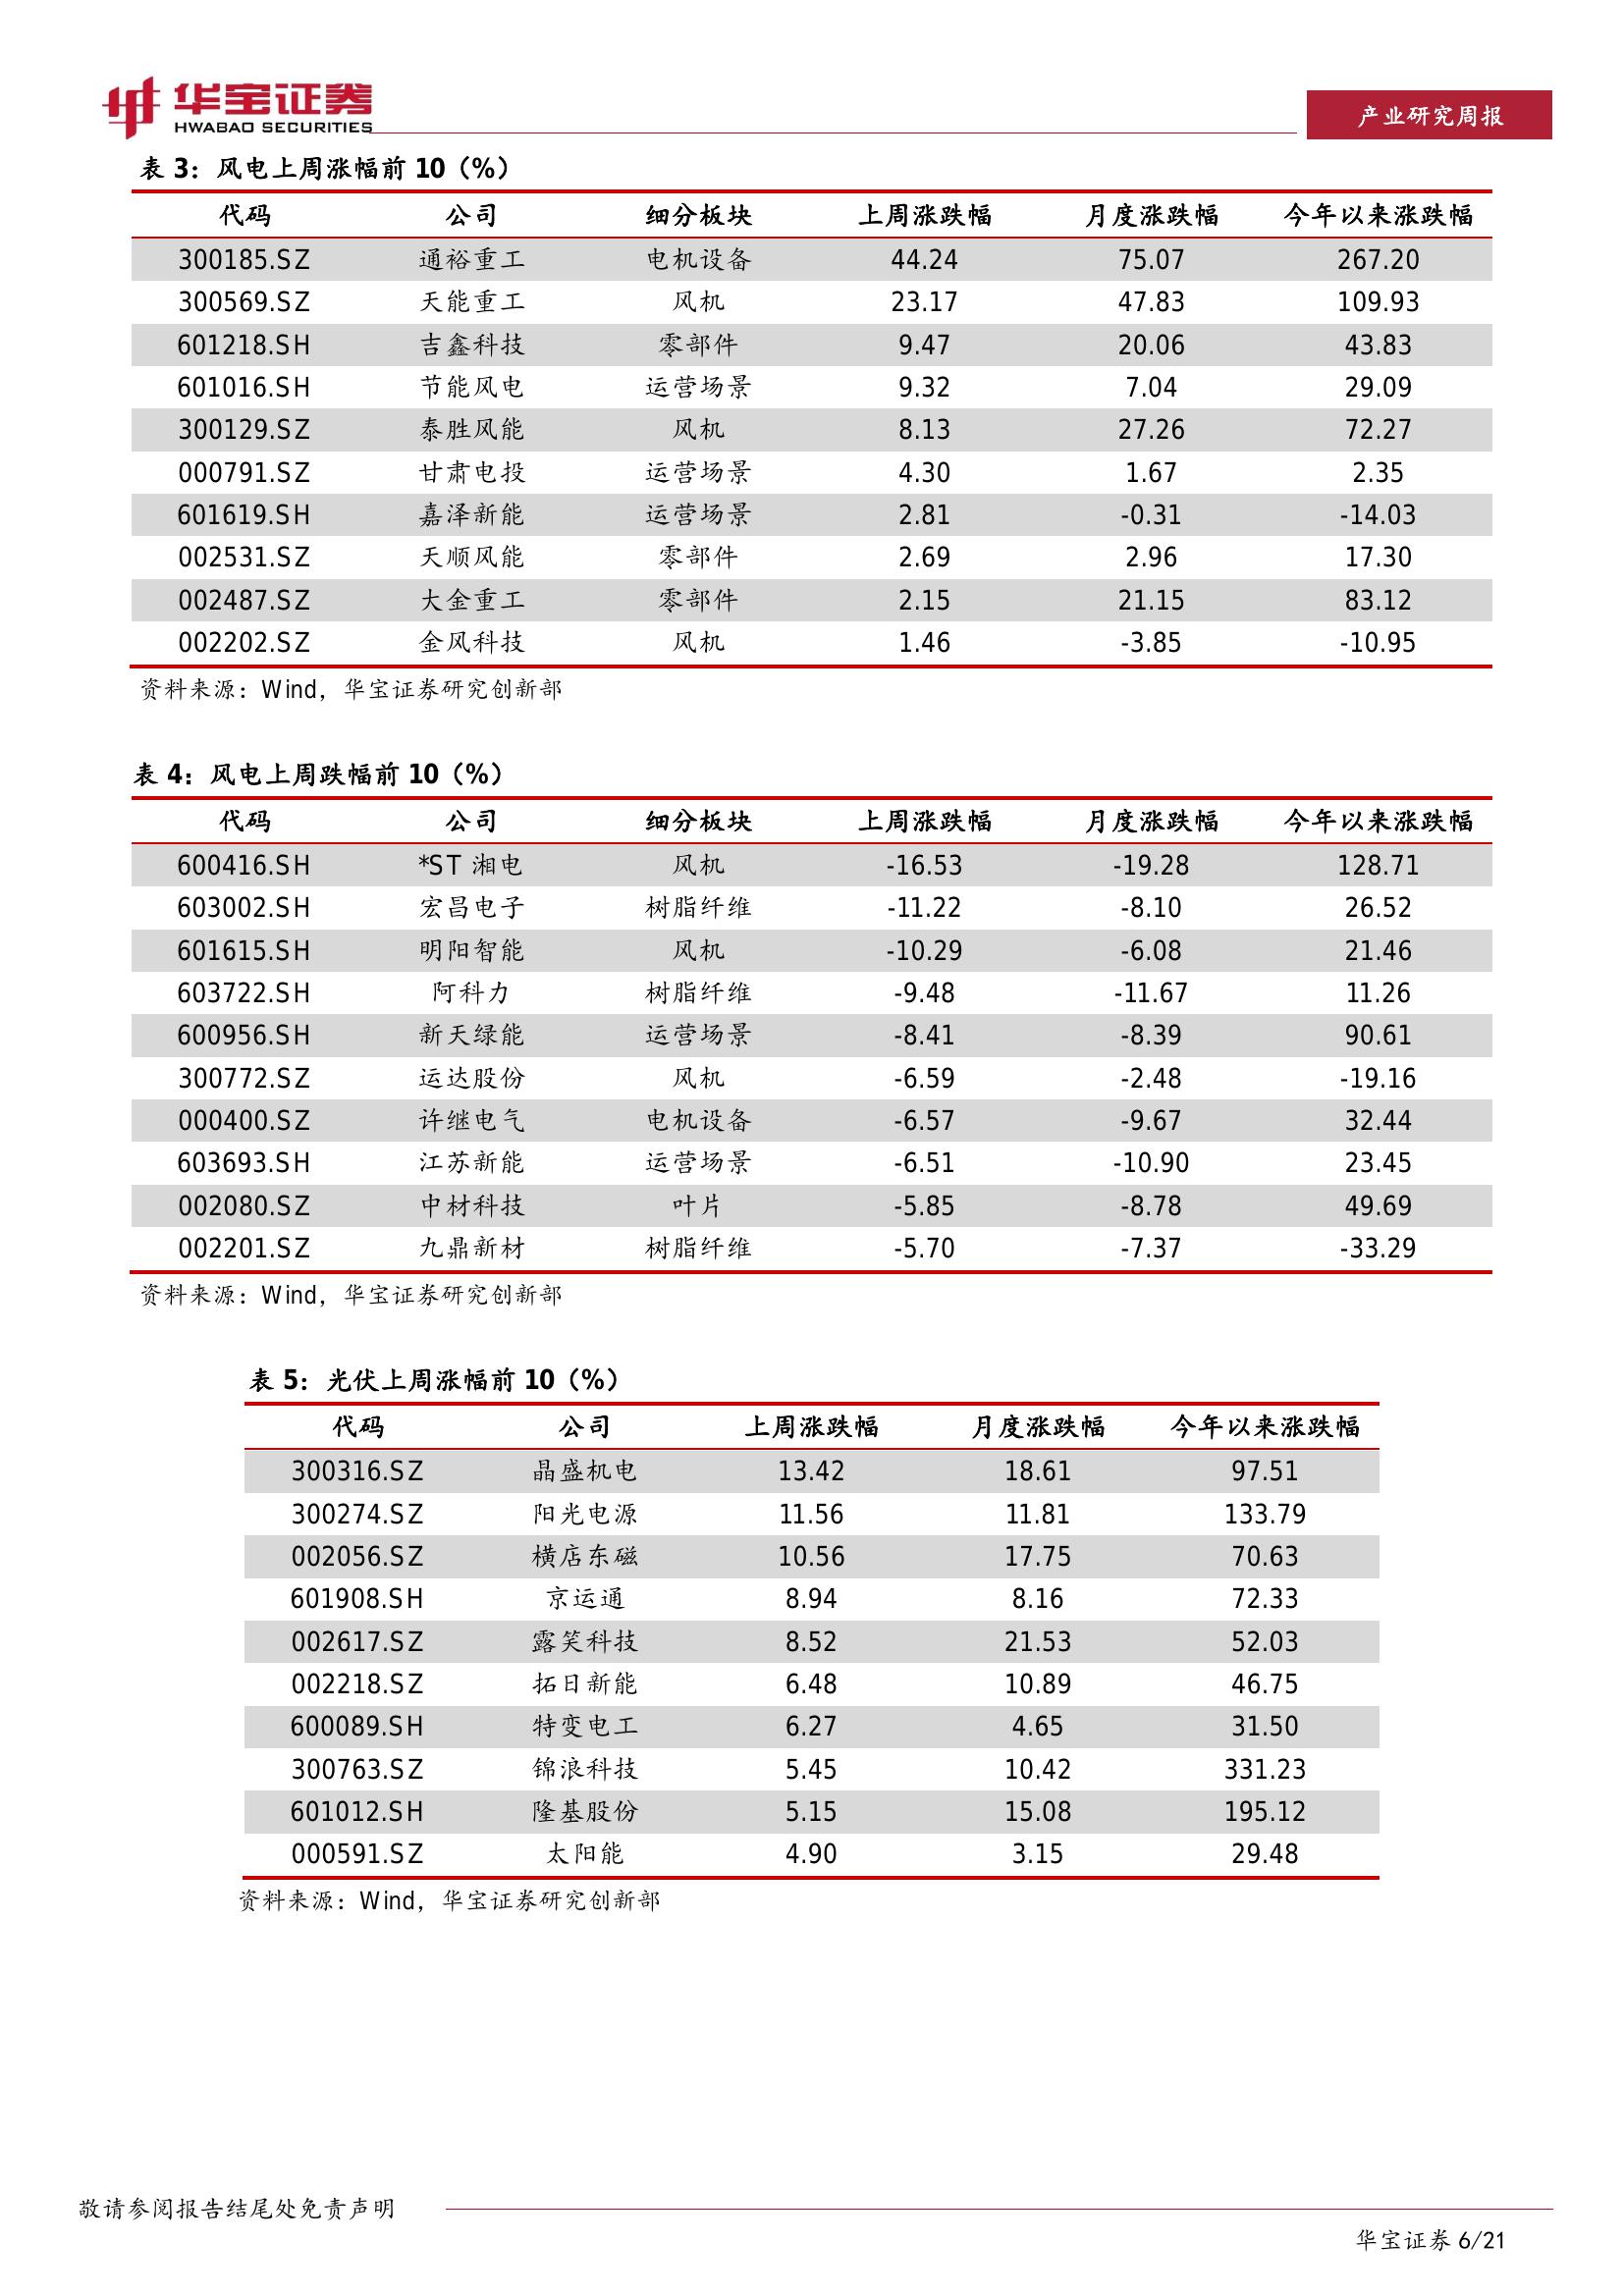 华宝证券
HWABAO SECURITIES
产业研究周报
表 3：风电上周涨幅前 10（%）
代码 公司 细分板块 上周涨跌幅 月度涨跌幅 今年以来涨跌幅
300185.SZ 通裕重工 电机设备 44.24 75.07 267.20
300569.SZ 天能重工 风机 23.17 47.83 109.93
601218.SH 吉鑫科技 零部件 9.47 20.06 43.83
601016.SH 节能风电 运营场景 9.32 7.04 29.09
300129.SZ 泰胜风能 风机 8.13 27.26 72.27
000791.SZ 甘肃电投 运营场景 4.30 1.67 2.35
601619.SH 嘉泽新能 运营场景 2.81 -0.31 -14.03
002531.SZ 天顺风能 零部件 2.69 2.96 17.30
002487.SZ 大金重工 零部件 2.15 21.15 83.12
002202.SZ 金风科技 风机 1.46 -3.85 -10.95
资料来源：Wind，华宝证券研究创新部
表 4：风电上周跌幅前 10（%）
代码 公司 细分板块 上周涨跌幅 月度涨跌幅 今年以来涨跌幅
600416.SH *ST 湘电 风机 -16.53 -19.28 128.71
603002.SH 宏昌电子 树脂纤维 -11.22 -8.10 26.52
601615.SH 明阳智能 风机 -10.29 -6.08 21.46
603722.SH 阿科力 树脂纤维 -9.48 -11.67 11.26
600956.SH 新天绿能 运营场景 -8.41 -8.39 90.61
300772.SZ 运达股份 风机 -6.59 -2.48 -19.16
000400.SZ 许继电气 电机设备 -6.57 -9.67 32.44
603693.SH 江苏新能 运营场景 -6.51 -10.90 23.45
002080.SZ 中材科技 叶片 -5.85 -8.78 49.69
002201.SZ 九鼎新材 树脂纤维 -5.70 -7.37 -33.29
资料来源：Wind，华宝证券研究创新部
表 5：光伏上周涨幅前 10（%）
代码 公司 上周涨跌幅 月度涨跌幅 今年以来涨跌幅
300316.SZ 晶盛机电 13.42 18.61 97.51
300274.SZ 阳光电源 11.56 11.81 133.79
002056.SZ 横店东磁 10.56 17.75 70.63
601908.SH 京运通 8.94 8.16 72.33
002617.SZ 露笑科技 8.52 21.53 52.03
002218.SZ 拓日新能 6.48 10.89 46.75
600089.SH 特变电工 6.27 4.65 31.50
300763.SZ 锦浪科技 5.45 10.42 331.23
601012.SH 隆基股份 5.15 15.08 195.12
000591.SZ 太阳能 4.90 3.15 29.48
资料来源：Wind，华宝证券研究创新部
敬请参阅报告结尾处免责声明
华宝证券 6/21